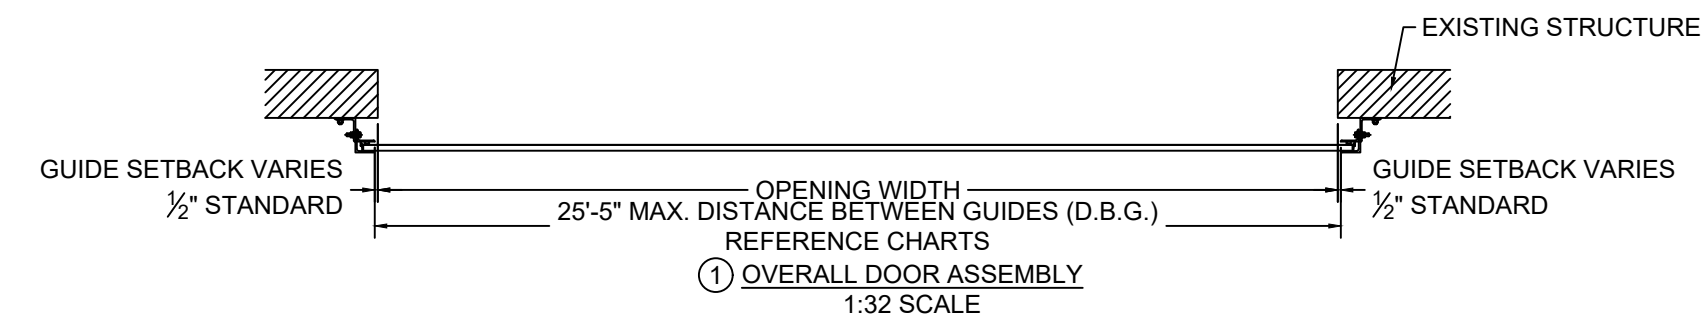 EXISTING STRUCTURE
GUIDE SETBACK VARIES
½" STANDARD
GUIDE SETBACK VARIES
½" STANDARD
OPENING WIDTH
25'-5" MAX. DISTANCE BETWEEN GUIDES (D.B.G.)
REFERENCE CHARTS
1 OVERALL DOOR ASSEMBLY
1:32 SCALE